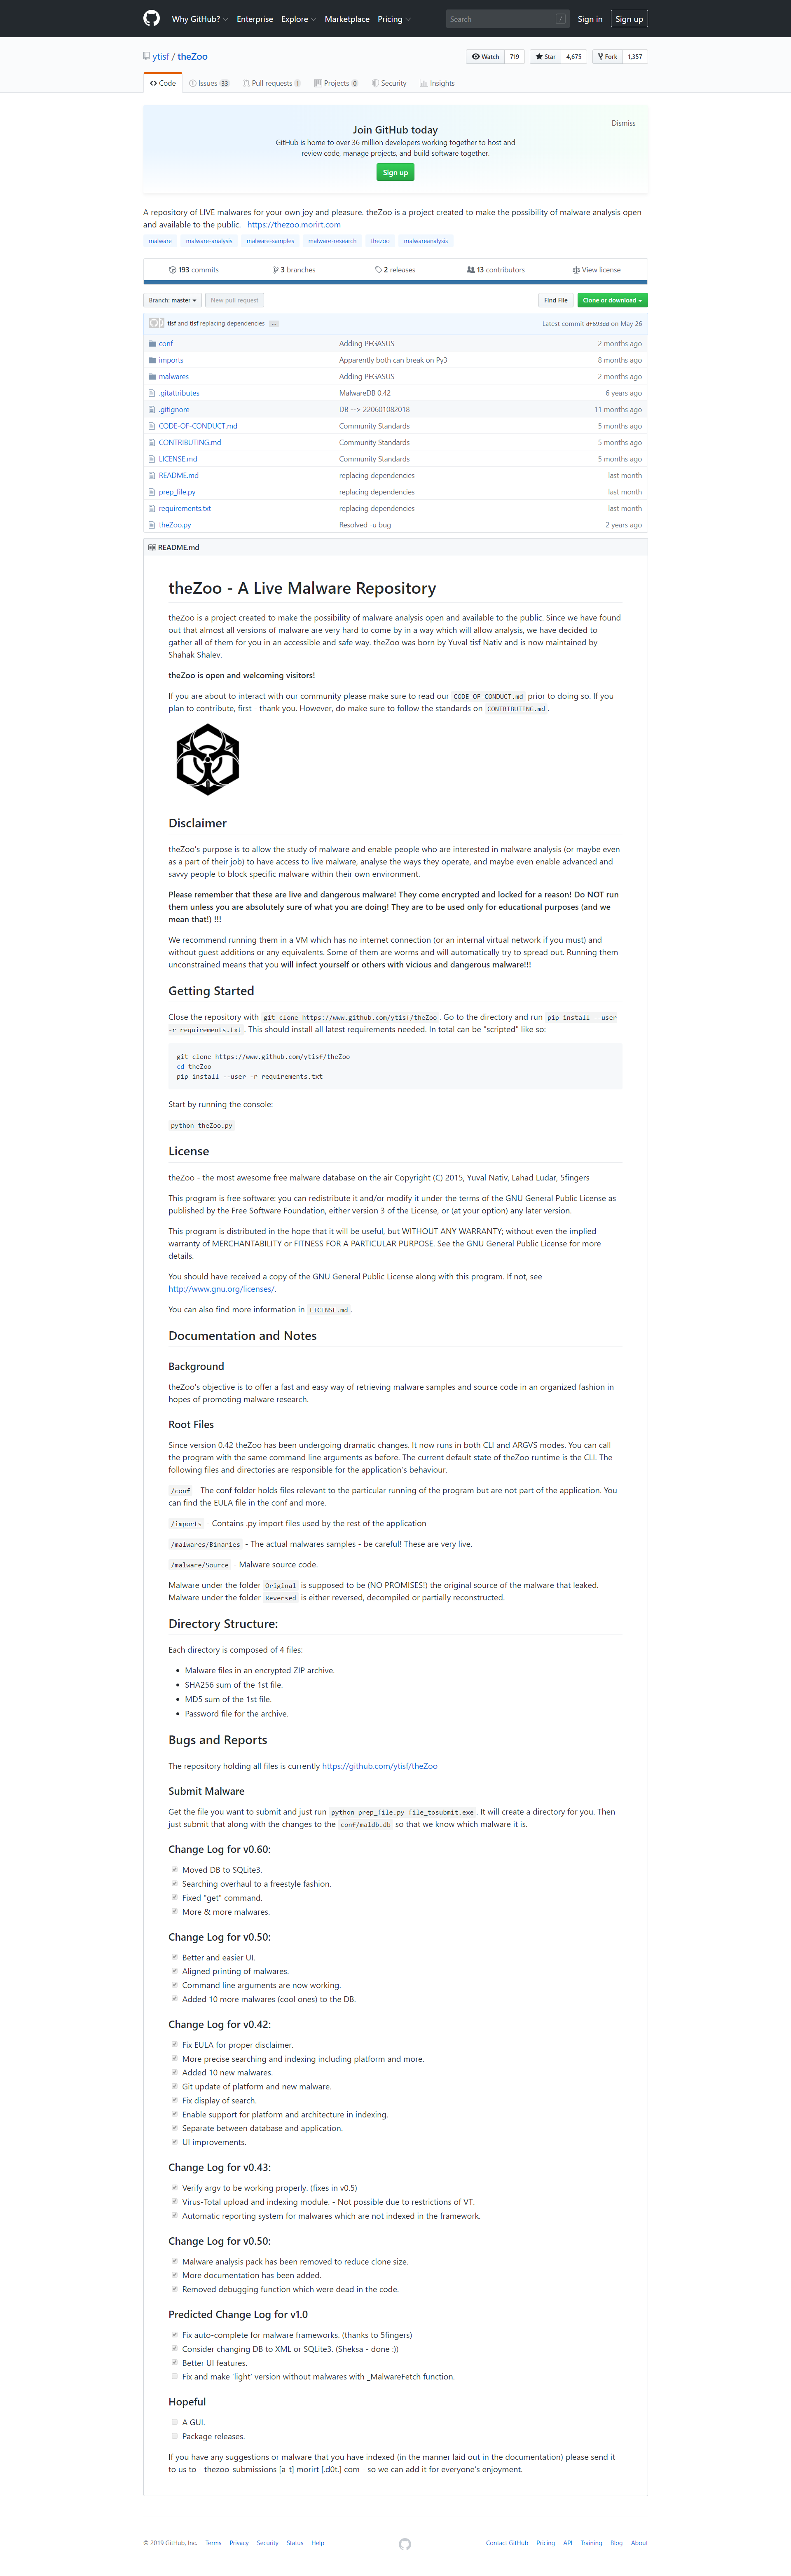 Why GitHub? Enterprise Explore Marketplace Pricing Search / Sign in Sign up
ytisf / theZoo Watch 719 Star 4,675 Fork 1,357
Code Issues 33 Pull requests 1 Projects 0 Security Insights
Dismiss
Join GitHub today
GitHub is home to over 36 million developers working together to host and
review code, manage projects, and build software together.
Sign up
A repository of LIVE malwares for your own joy and pleasure. theZoo is a project created to make the possibility of malware analysis open
and available to the public. https://thezoo.morirt.com
malware malware-analysis malware-samples malware-research thezoo malwareanalysis
193 commits 3 branches 2 releases 13 contributors View license
Branch: master New pull request Find File Clone or download
tisf and tisf replacing dependencies ... Latest commit df693dd on May 26
conf Adding PEGASUS 2 months ago
imports Apparently both can break on Py3 8 months ago
malwares Adding PEGASUS 2 months ago
.gitattributes MalwareDB 0.42 6 years ago
.gitignore DB --> 220601082018 11 months ago
CODE-OF-CONDUCT.md Community Standards 5 months ago
CONTRIBUTING.md Community Standards 5 months ago
LICENSE.md Community Standards 5 months ago
README.md replacing dependencies last month
prep_file.py replacing dependencies last month
requirements.txt replacing dependencies last month
theZoo.py Resolved -u bug 2 years ago
README.md
theZoo - A Live Malware Repository
theZoo is a project created to make the possibility of malware analysis open and available to the public. Since we have found
out that almost all versions of malware are very hard to come by in a way which will allow analysis, we have decided to
gather all of them for you in an accessible and safe way. theZoo was born by Yuval tisf Nativ and is now maintained by
Shahak Shalev.
theZoo is open and welcoming visitors!
If you are about to interact with our community please make sure to read our CODE-OF-CONDUCT.md prior to doing so. If you
plan to contribute, first - thank you. However, do make sure to follow the standards on CONTRIBUTING.md.
Disclaimer
theZoo's purpose is to allow the study of malware and enable people who are interested in malware analysis (or maybe even
as a part of their job) to have access to live malware, analyse the ways they operate, and maybe even enable advanced and
savvy people to block specific malware within their own environment.
Please remember that these are live and dangerous malware! They come encrypted and locked for a reason! Do NOT run
them unless you are absolutely sure of what you are doing! They are to be used only for educational purposes (and we
mean that!) !!!
We recommend running them in a VM which has no internet connection (or an internal virtual network if you must) and
without guest additions or any equivalents. Some of them are worms and will automatically try to spread out. Running them
unconstrained means that you will infect yourself or others with vicious and dangerous malware!!!
Getting Started
Close the repository with git clone https://www.github.com/ytisf/theZoo. Go to the directory and run pip install --user
-r requirements.txt. This should install all latest requirements needed. In total can be "scripted" like so:
git clone https://www.github.com/ytisf/theZoo
cd theZoo
pip install --user -r requirements.txt
Start by running the console:
python theZoo.py
License
theZoo - the most awesome free malware database on the air Copyright (C) 2015, Yuval Nativ, Lahad Ludar, 5fingers
This program is free software: you can redistribute it and/or modify it under the terms of the GNU General Public License as
published by the Free Software Foundation, either version 3 of the License, or (at your option) any later version.
This program is distributed in the hope that it will be useful, but WITHOUT ANY WARRANTY; without even the implied
warranty of MERCHANTABILITY or FITNESS FOR A PARTICULAR PURPOSE. See the GNU General Public License for more
details.
You should have received a copy of the GNU General Public License along with this program. If not, see
http://www.gnu.org/licenses/.
You can also find more information in LICENSE.md.
Documentation and Notes
Background
theZoo's objective is to offer a fast and easy way of retrieving malware samples and source code in an organized fashion in
hopes of promoting malware research.
Root Files
Since version 0.42 theZoo has been undergoing dramatic changes. It now runs in both CLI and ARGVS modes. You can call
the program with the same command line arguments as before. The current default state of theZoo runtime is the CLI. The
following files and directories are responsible for the application's behaviour.
/conf - The conf folder holds files relevant to the particular running of the program but are not part of the application. You
can find the EULA file in the conf and more.
/imports - Contains .py import files used by the rest of the application
/malwares/Binaries - The actual malwares samples - be careful! These are very live.
/malware/Source - Malware source code.
Malware under the folder Original is supposed to be (NO PROMISES!) the original source of the malware that leaked.
Malware under the folder Reversed is either reversed, decompiled or partially reconstructed.
Directory Structure:
Each directory is composed of 4 files:
• Malware files in an encrypted ZIP archive.
• SHA256 sum of the 1st file.
• MD5 sum of the 1st file.
• Password file for the archive.
Bugs and Reports
The repository holding all files is currently https://github.com/ytisf/theZoo
Submit Malware
Get the file you want to submit and just run python prep_file.py file_tosubmit.exe. It will create a directory for you. Then
just submit that along with the changes to the conf/maldb.db so that we know which malware it is.
Change Log for v0.60:
Moved DB to SQLite3.
Searching overhaul to a freestyle fashion.
Fixed "get" command.
More & more malwares.
Change Log for v0.50:
Better and easier UI.
Aligned printing of malwares.
Command line arguments are now working.
Added 10 more malwares (cool ones) to the DB.
Change Log for v0.42:
Fix EULA for proper disclaimer.
More precise searching and indexing including platform and more.
Added 10 new malwares.
Git update of platform and new malware.
Fix display of search.
Enable support for platform and architecture in indexing.
Separate between database and application.
UI improvements.
Change Log for v0.43:
Verify argv to be working properly. (fixes in v0.5)
Virus-Total upload and indexing module. - Not possible due to restrictions of VT.
Automatic reporting system for malwares which are not indexed in the framework.
Change Log for v0.50:
Malware analysis pack has been removed to reduce clone size.
More documentation has been added.
Removed debugging function which were dead in the code.
Predicted Change Log for v1.0
Fix auto-complete for malware frameworks. (thanks to 5fingers)
Consider changing DB to XML or SQLite3. (Sheksa - done :))
Better UI features.
Fix and make 'light' version without malwares with _MalwareFetch function.
Hopeful
A GUI.
Package releases.
If you have any suggestions or malware that you have indexed (in the manner laid out in the documentation) please send it
to us to - thezoo-submissions [a-t] morirt [.d0t.] com - so we can add it for everyone's enjoyment.
© 2019 GitHub, Inc. Terms Privacy Security Status Help Contact GitHub Pricing API Training Blog About